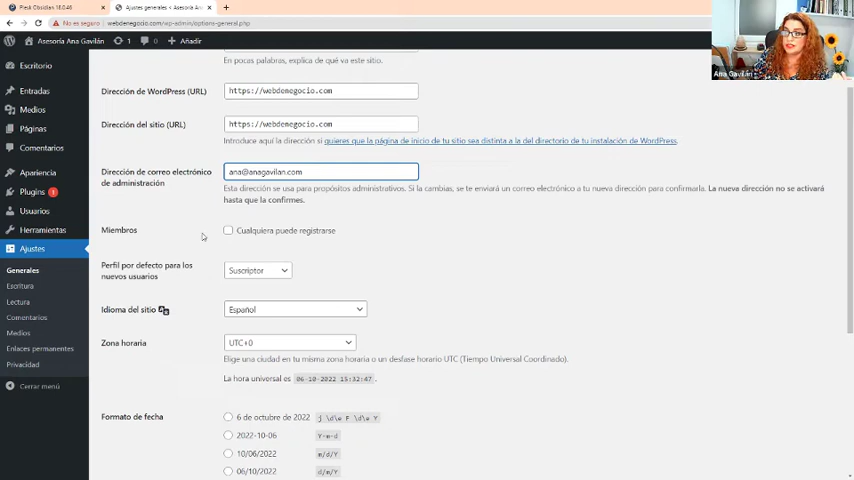 Plesk Obsidian 18.0.46
Ajustes generales < Asesoría Ana
No es seguro
webdenegocio.com/wp-admin/options-general.php
Asesoría Ana Gavilán
1
0
Añadir
Ana Gavilán
Escritorio
Entradas
Medios
Páginas
Comentarios
Apariencia
Plugins 1
Usuarios
Herramientas
Ajustes
Generales
Escritura
Lectura
Comentarios
Medios
Enlaces permanentes
Privacidad
Cerrar menú
En pocas palabras, explica de qué va este sitio.
Dirección de WordPress (URL)
https://webdenegocio.com
Dirección del sitio (URL)
https://webdenegocio.com
Introduce aquí la dirección si quieres que la página de inicio de tu sitio sea distinta a la del directorio de tu instalación de WordPress.
Dirección de correo electrónico
de administración
ana@anagavilan.com
Esta dirección se usa para propósitos administrativos. Si la cambias, se te enviará un correo electrónico a tu nueva dirección para confirmarla. La nueva dirección no se activará
hasta que la confirmes.
Miembros
Cualquiera puede registrarse
Perfil por defecto para los
nuevos usuarios
Suscriptor
Idioma del sitio
Español
Zona horaria
UTC+0
Elige una ciudad en tu misma zona horaria o un desfase horario UTC (Tiempo Universal Coordinado).
La hora universal es 06-10-2022 15:32:47 .
Formato de fecha
6 de octubre de 2022 j \d\e F \d\e Y
2022-10-06 Y-m-d
10/06/2022 m/d/Y
06/10/2022 d/m/Y